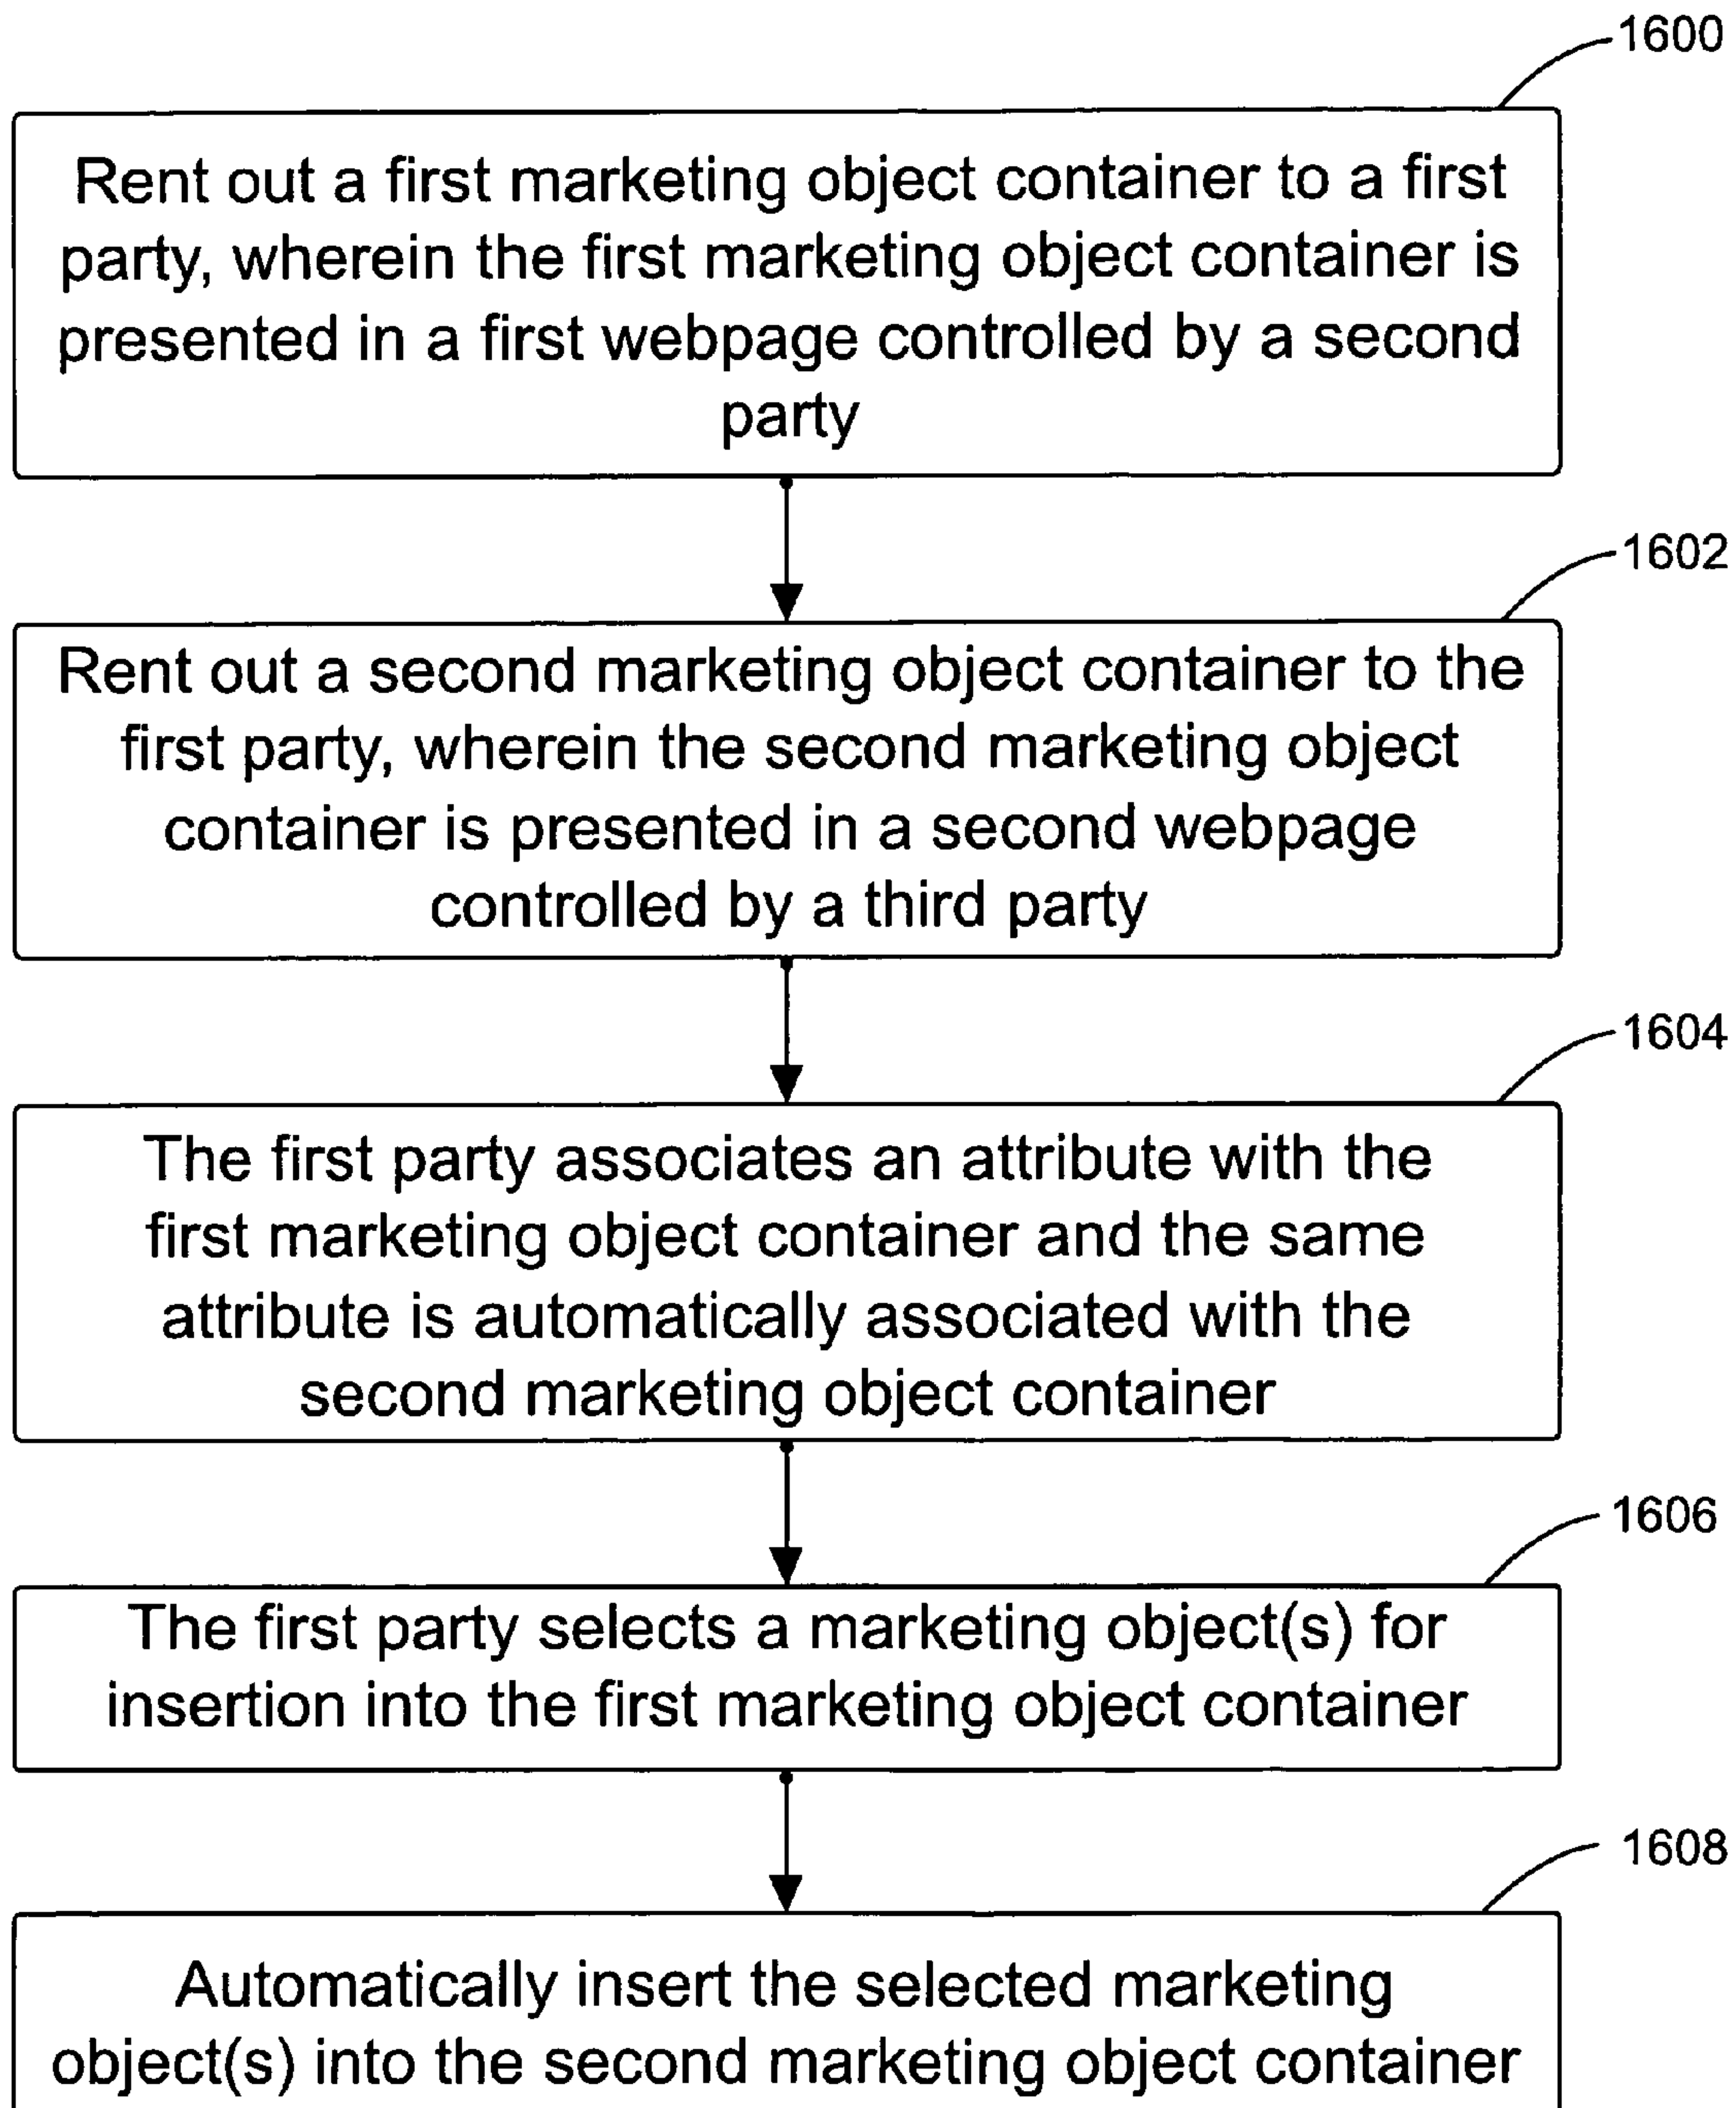 1600
Rent out a first marketing object container to a first
party, wherein the first marketing object container is
presented in a first webpage controlled by a second
party
1602
Rent out a second marketing object container to the
first party, wherein the second marketing object
container is presented in a second webpage
controlled by a third party
1604
The first party associates an attribute with the
first marketing object container and the same
attribute is automatically associated with the
second marketing object container
1606
The first party selects a marketing object(s) for
insertion into the first marketing object container
1608
Automatically insert the selected marketing
object(s) into the second marketing object container